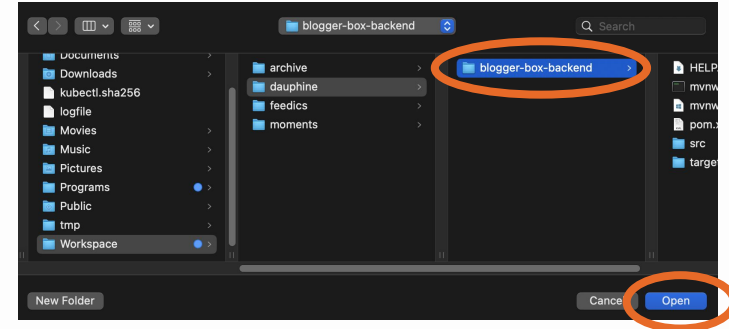 blogger-box-backend
Search
Documents
Downloads
kubectl.sha256
logfile
Movies
Music
Pictures
Programs
Public
tmp
Workspace
archive
dauphine
feedics
moments
blogger-box-backend
HELP.
mvnw
mvnw
pom.x
src
target
New Folder
Cancel
Open